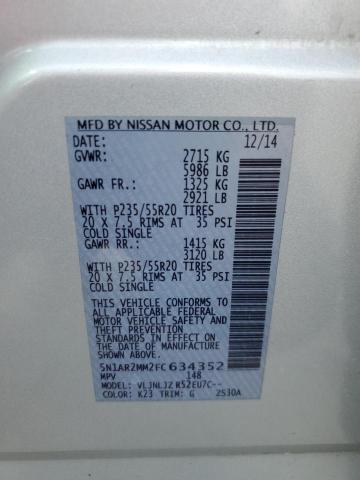 MFD BY NISSAN MOTOR CO., LTD.
DATE: 12/14
GVWR: 2715 KG
5986 LB
GAWR FR.: 1325 KG
2921 LB
WITH P235/55R20 TIRES
20 X 7.5 RIMS AT 35 PSI
COLD SINGLE
GAWR RR.: 1415 KG
3120 LB
WITH P235/55R20 TIRES
20 X 7.5 RIMS AT 35 PSI
COLD SINGLE
THIS VEHICLE CONFORMS TO
ALL APPLICABLE FEDERAL
MOTOR VEHICLE SAFETY
AND THEFT PREVENTION
STANDARDS IN EFFECT ON
THE DATE OF MANUFACTURE
SHOWN ABOVE.
5N1AR2MM2FC634352
MPV 148
MODEL: VLJNLJZ R52EU7C--
COLOR: K23 TRIM: G 2S30A